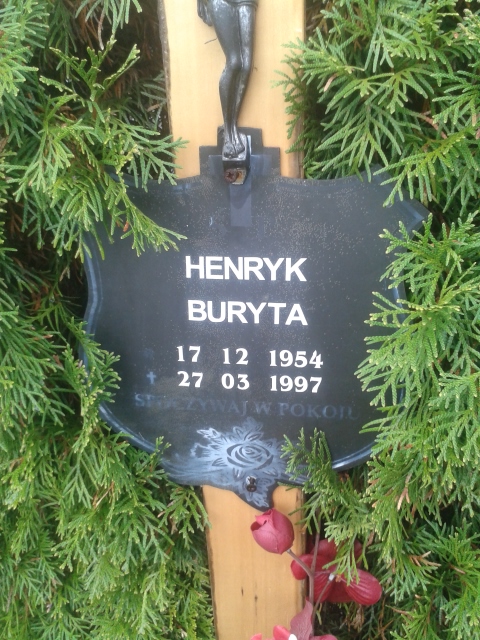 HENRYK
BURYTA
17 12 1954
27 03 1997
SPOCZYWAJ W POKOJU